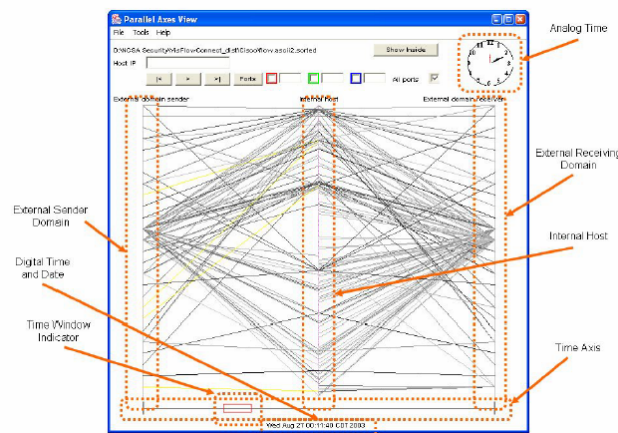 Parallel Axes View
File Tools Help
Show Inside
Host IP
|< > >| Ports All ports
External domain sender Internal Host External domain receiver
Wed Aug 27 00:11:40 CDT 2003
Analog Time
External Receiving
Domain
Internal Host
Time Axis
External Sender
Domain
Digital Time
and Date
Time Window
Indicator